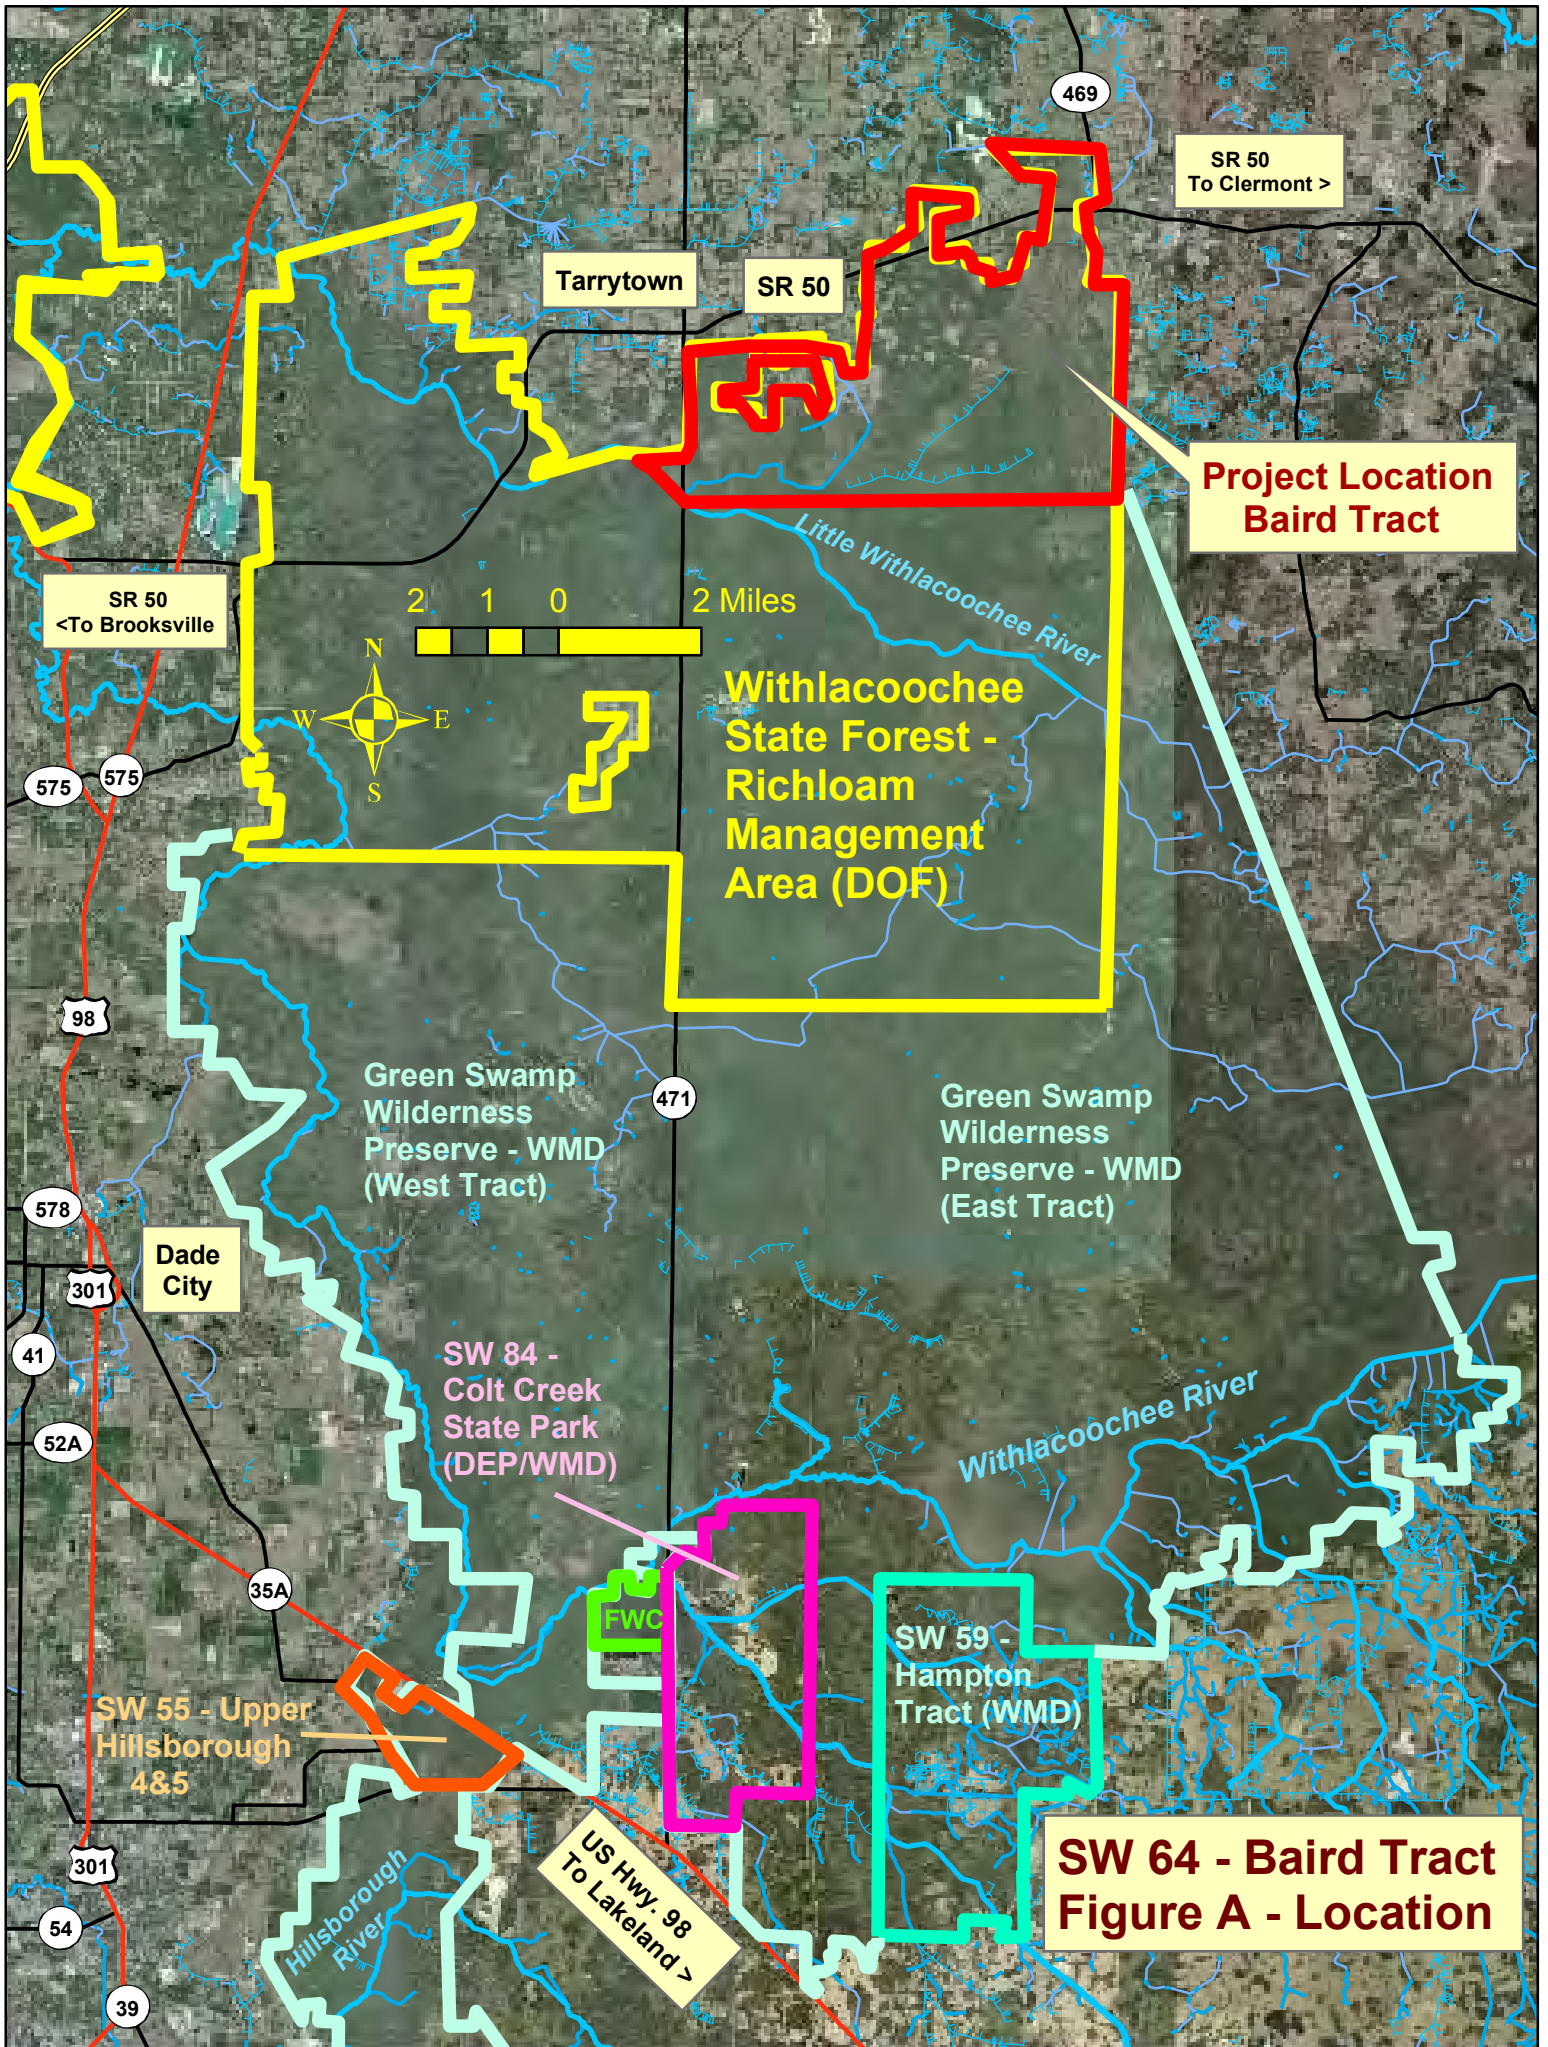 469
SR 50
To Clermont >
Tarrytown
SR 50
Project Location
Baird Tract
Little Withlacoochee River
SR 50
<To Brooksville
2 1 0 2 Miles
N
W E
S
Withlacoochee
State Forest -
Richloam
Management
Area (DOF)
575
575
98
Green Swamp
Wilderness
Preserve - WMD
(West Tract)
471
Green Swamp
Wilderness
Preserve - WMD
(East Tract)
578
Dade
City
301
41
SW 84 -
Colt Creek
State Park
(DEP/WMD)
52A
Withlacoochee River
35A
FWC
SW 59 -
Hampton
Tract (WMD)
SW 55 - Upper
Hillsborough
4&5
301
54
Hillsborough
River
US Hwy. 98
To Lakeland >
39
SW 64 - Baird Tract
Figure A - Location